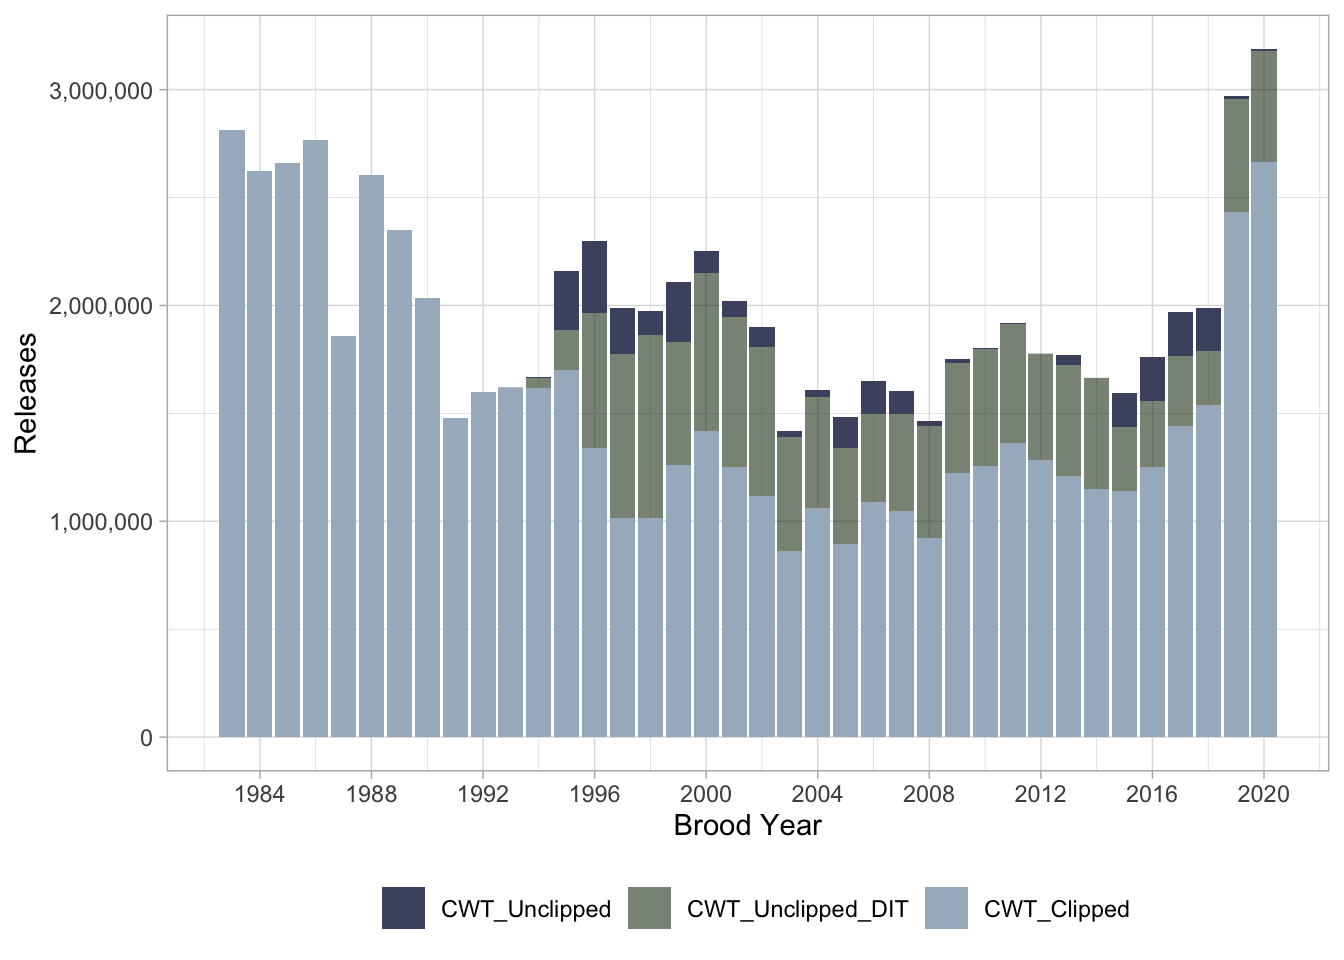 3,000,000
2,000,000
1,000,000
0
Releases
1984 1988 1992 1996 2000 2004 2008 2012 2016 2020
Brood Year
CWT_Unclipped CWT_Unclipped_DIT CWT_Clipped